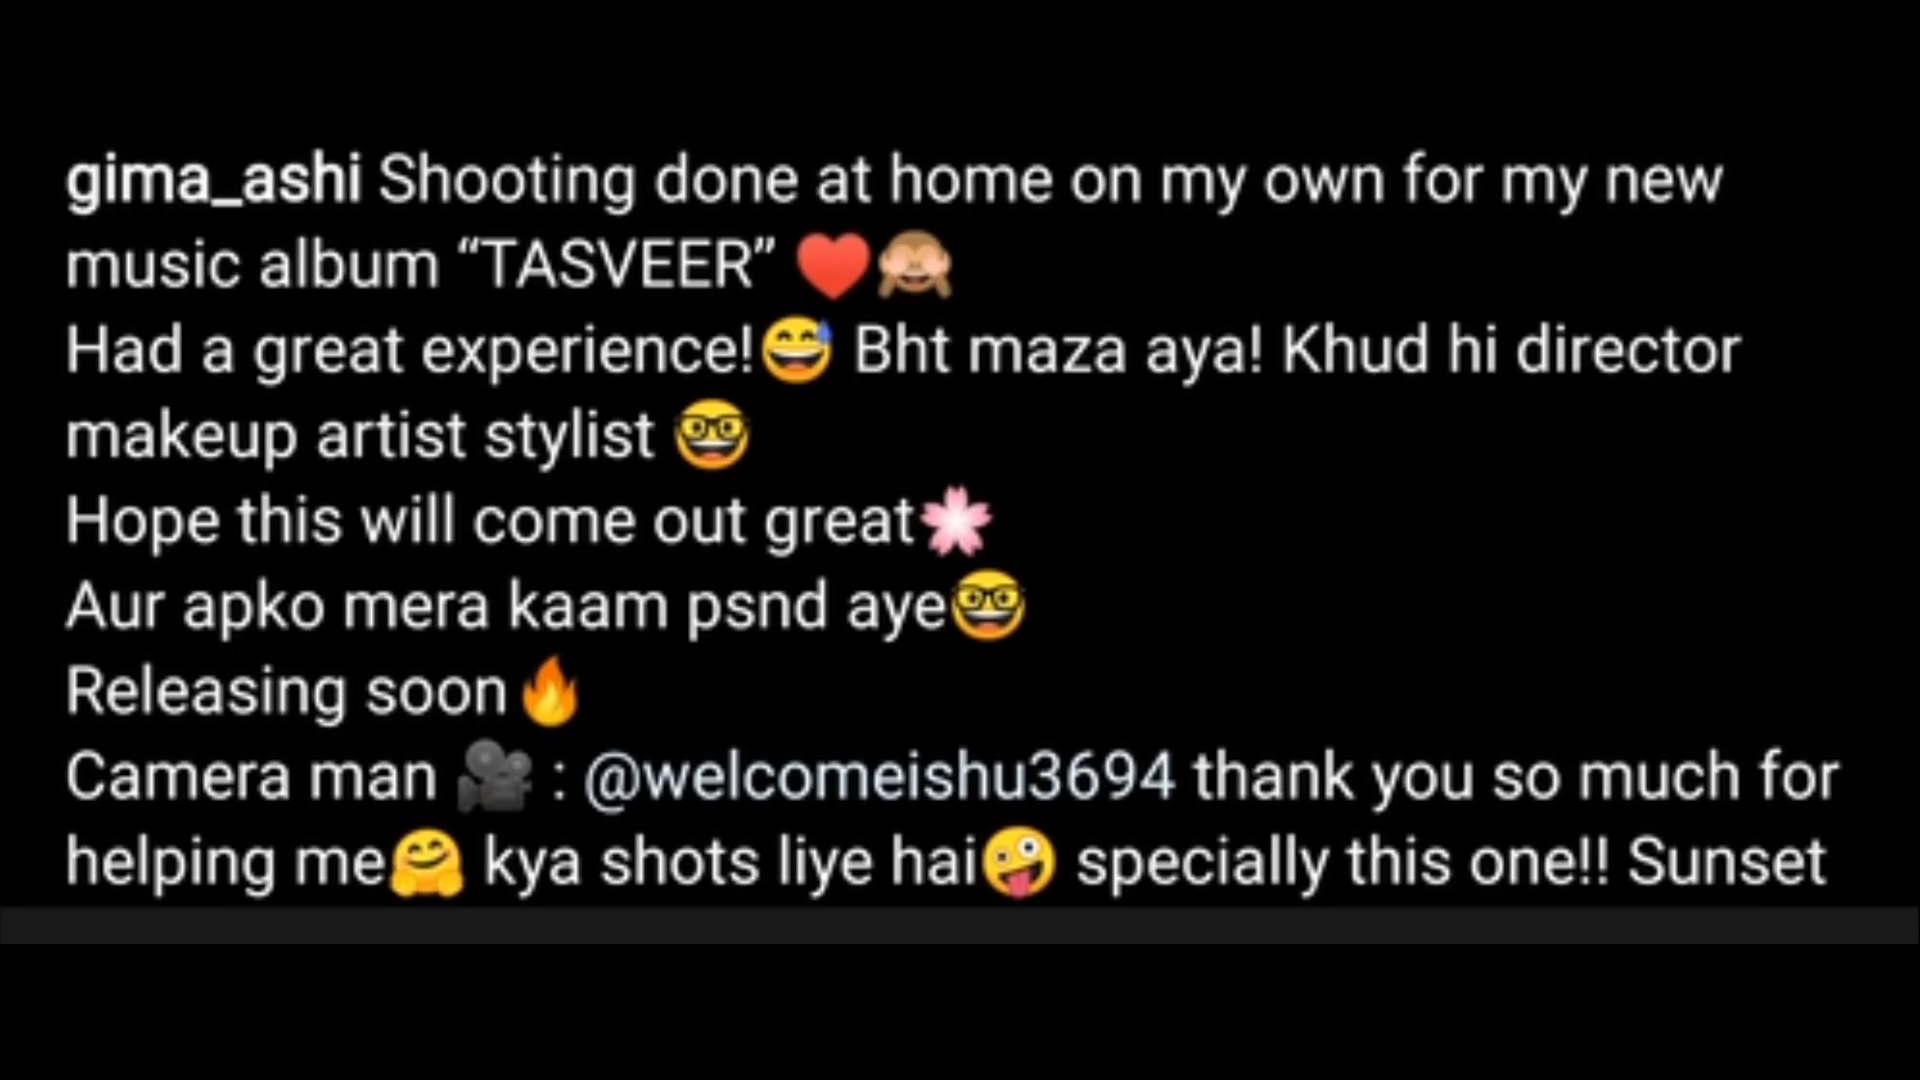 gima_ashi Shooting done at home on my own for my new
music album “TASVEER” ♥️🙈
Had a great experience!😅 Bht maza aya! Khud hi director
makeup artist stylist 🤓
Hope this will come out great🌸
Aur apko mera kaam psnd aye🤓
Releasing soon🔥
Camera man 🎥 : @welcomeishu3694 thank you so much for
helping me🤗 kya shots liye hai🤪 specially this one!! Sunset